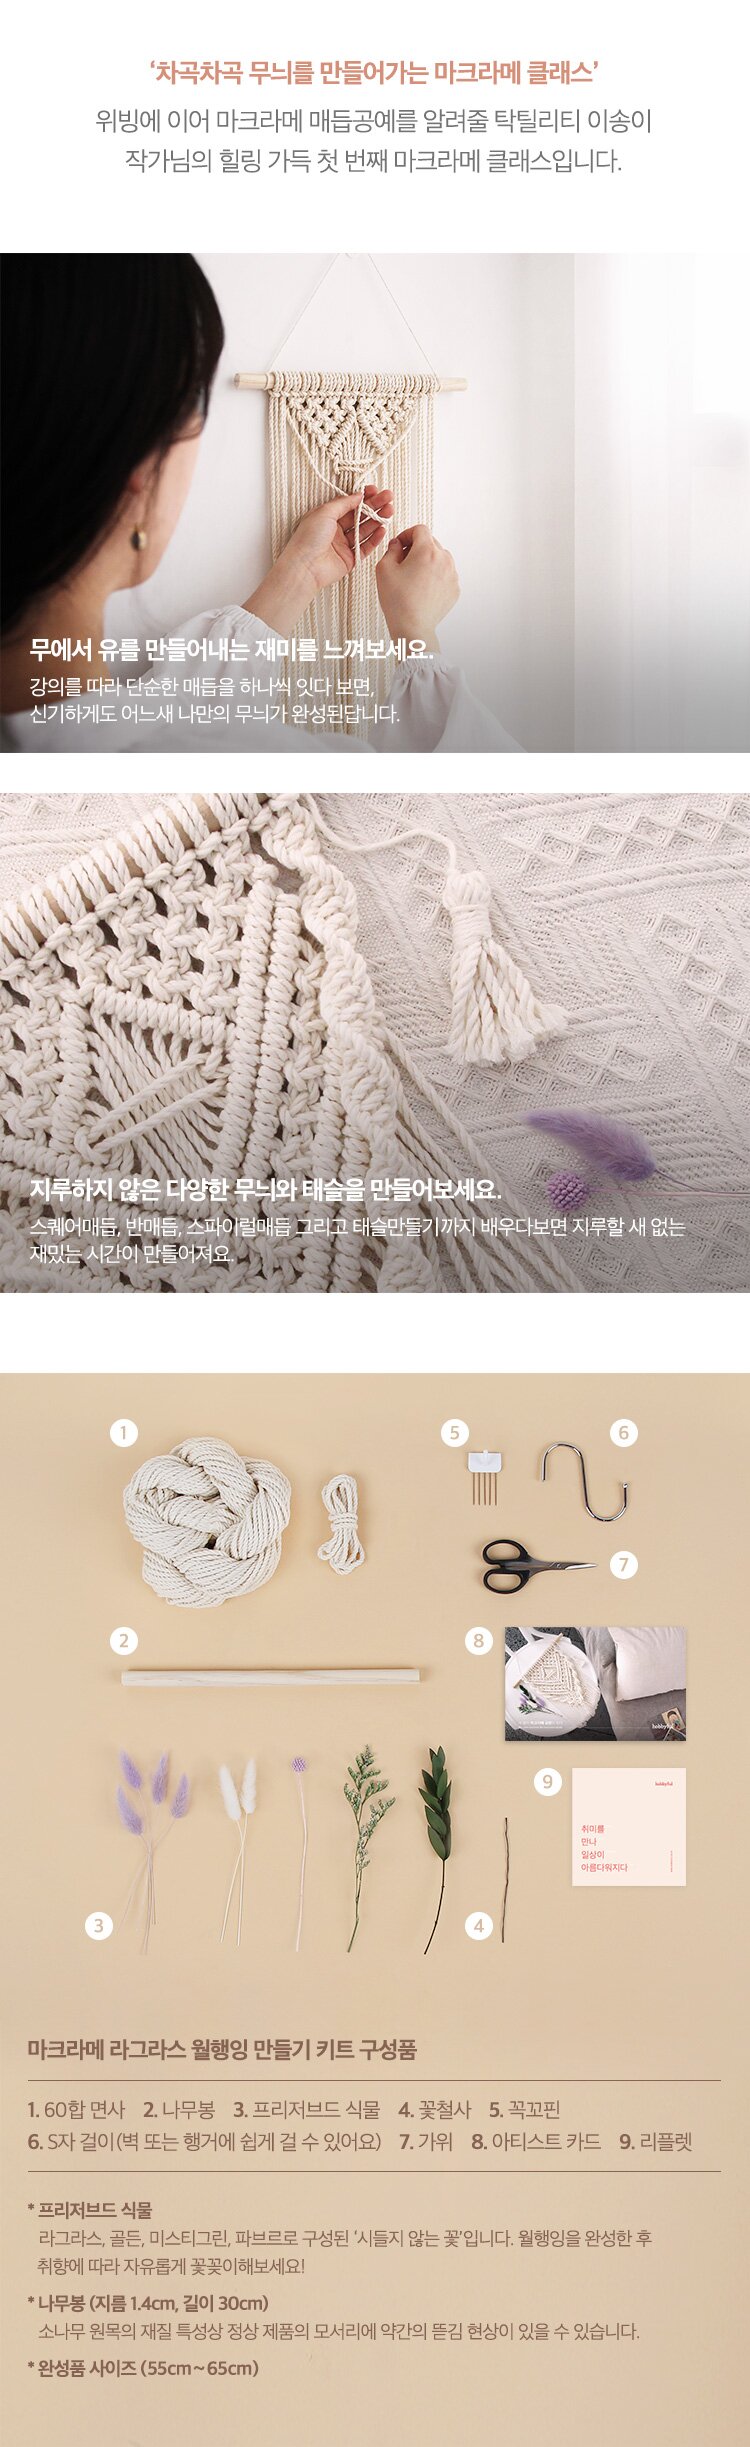 ‘차곡차곡 무늬를 만들어가는 마크라메 클래스’
위빙에 이어 마크라메 매듭공예를 알려줄 탁틸리티 이송이
작가님의 힐링 가득 첫 번째 마크라메 클래스입니다.
무에서 유를 만들어내는 재미를 느껴보세요.
강의를 따라 단순한 매듭을 하나씩 잇다 보면,
신기하게도 어느새 나만의 무늬가 완성된답니다.
지루하지 않은 다양한 무늬와 태슬을 만들어보세요.
스퀘어매듭, 반매듭, 스파이럴매듭 그리고 태슬만들기까지 배우다보면 지루할 새 없는
재밌는 시간이 만들어져요.
1
5
6
7
2
8
hobbyful
9
hobbyful
취미를
만나
일상이
아름다워지다
3
4
마크라메 라그라스 월행잉 만들기 키트 구성품
1. 60합 면사 2. 나무봉 3. 프리저브드 식물 4. 꽃철사 5. 꼭꼬핀
6. S자 걸이(벽 또는 행거에 쉽게 걸 수 있어요) 7. 가위 8. 아티스트 카드 9. 리플렛
* 프리저브드 식물
라그라스, 골든, 미스티그린, 파브르로 구성된 ‘시들지 않는 꽃’입니다. 월행잉을 완성한 후
취향에 따라 자유롭게 꽃꽂이해보세요!
* 나무봉 (지름 1.4cm, 길이 30cm)
소나무 원목의 재질 특성상 정상 제품의 모서리에 약간의 뜯김 현상이 있을 수 있습니다.
* 완성품 사이즈 (55cm~65cm)